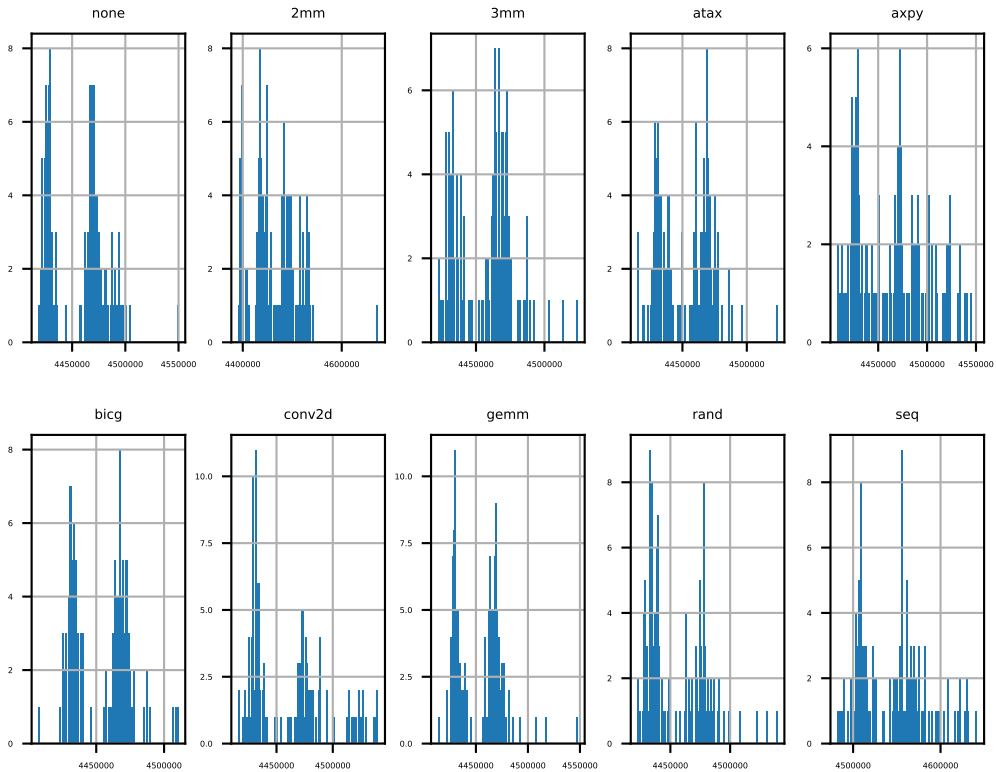 none 2mm 3mm atax axpy
8 8 8 6
6 6 6 6
4 4 4 4 4
2 2 2 2 2
0 0 0 0 0
4450000 4500000 4550000 4400000 4600000 4450000 4500000 4450000 4500000 4450000 4500000 4550000
bicg conv2d gemm rand seq
8 10.0 10.0 8 8
6 7.5 7.5 6 6
4 5.0 5.0 4 4
2 2.5 2.5 2 2
0 0.0 0.0 0 0
4450000 4500000 4450000 4500000 4450000 4500000 4550000 4450000 4500000 4500000 4600000